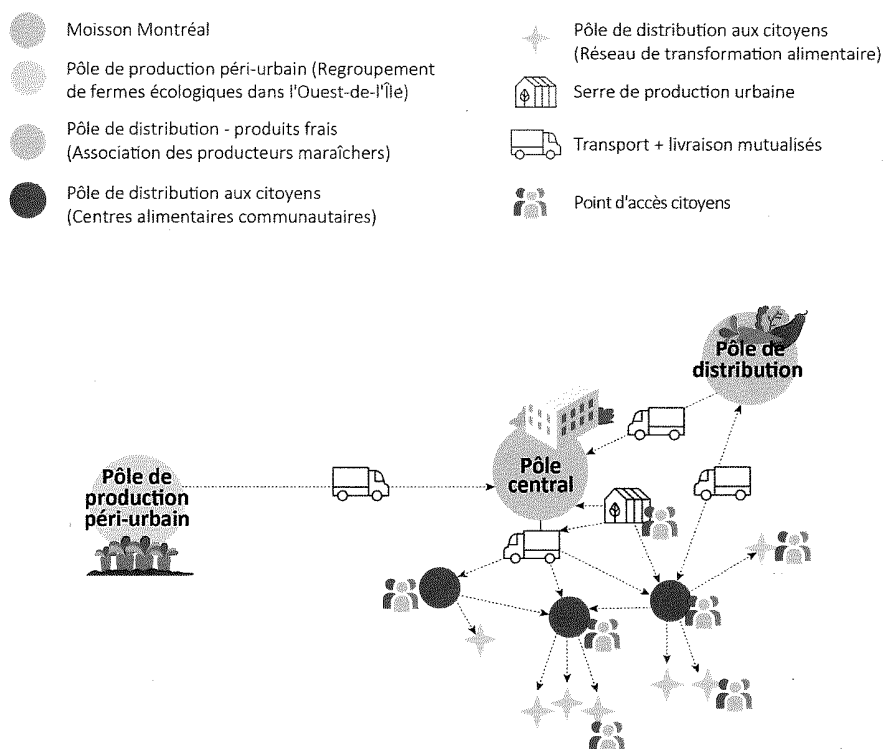 Moisson Montréal
Pôle de production péri-urbain (Regroupement
de fermes écologiques dans l'Ouest-de-l'Île)
Pôle de distribution - produits frais
(Association des producteurs maraîchers)
Pôle de distribution aux citoyens
(Centres alimentaires communautaires)
Pôle de distribution aux citoyens
(Réseau de transformation alimentaire)
Serre de production urbaine
Transport + livraison mutualisés
Point d'accès citoyens
Pôle de
distribution
Pôle
central
Pôle de
production
péri-urbain